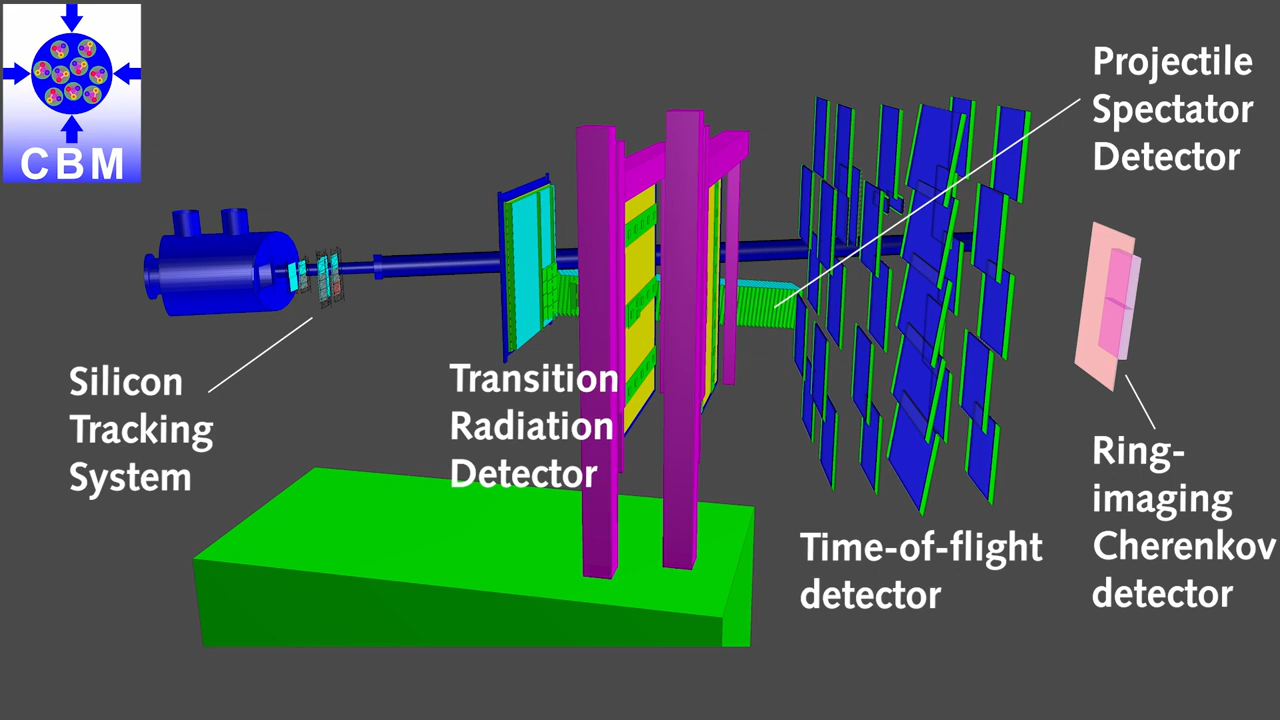 CBM
Projectile
Spectator
Detector
Silicon
Tracking
System
Transition
Radiation
Detector
Time-of-flight
detector
Ring-
imaging
Cherenkov
detector